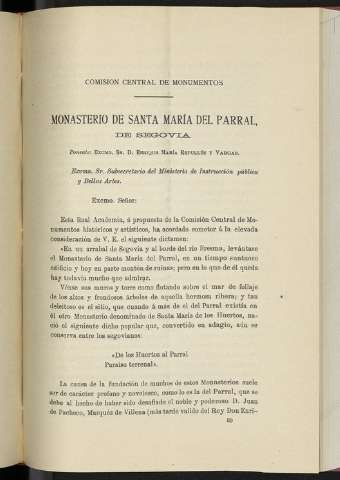 COMISION CENTRAL DE MONUMENTOS
MONASTERIO DE SANTA MARÍA DEL PARRAL,
DE SEGOVIA
Ponente: EXCMO. SR. D. ENRIQUE MARÍA REPULLÉS Y VARGAS.
Excmo. Sr. Subsecretario del Ministerio de Instrucción pública
y Bellas Artes.
Excmo. Señor:
Esta Real Academia, á propuesta de la Comisión Central de Mo-
numentos históricos y artísticos, ha acordado someter á la elevada
consideración de V. E. el siguiente dictamen:
«En un arrabal de Segovia y al borde del río Eresma, levántase
el Monasterio de Santa María del Parral, en un tiempo suntuoso
edificio y hoy en parte montón de ruinas; pero en lo que de él queda
hay todavía mucho que admirar.
Vénse sus muros y torre como flotando sobre el mar de follaje
de los altos y frondosos árboles de aquella hermosa ribera; y tan
deleitoso es el sitio, que cuando á más de el del Parral existía en
él otro Monasterio denominado de Santa María de los Huertos, na-
ció el siguiente dicho popular que, convertido en adagio, aún se
conserva entre los segovianos:
«De los Huertos al Parral
Paraíso terrenal».
La causa de la fundación de muchos de estos Monasterios suele
ser de carácter profano y novelesco, como lo es la del Parral, que se
debe al hecho de haber sido desafiado el noble y poderoso D. Juan
de Pacheco, Marqués de Villena (más tarde valido del Rey Don Enri-